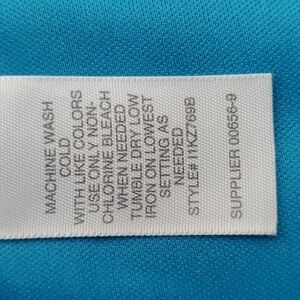 MACHINE WASH
COLD
WITH LIKE COLORS
USE ONLY NON-
CHLORINE BLEACH
WHEN NEEDED
TUMBLE DRY LOW
IRON ON LOWEST
SETTING AS
NEEDED
STYLE# I1KZ769B
SUPPLIER 00656-9